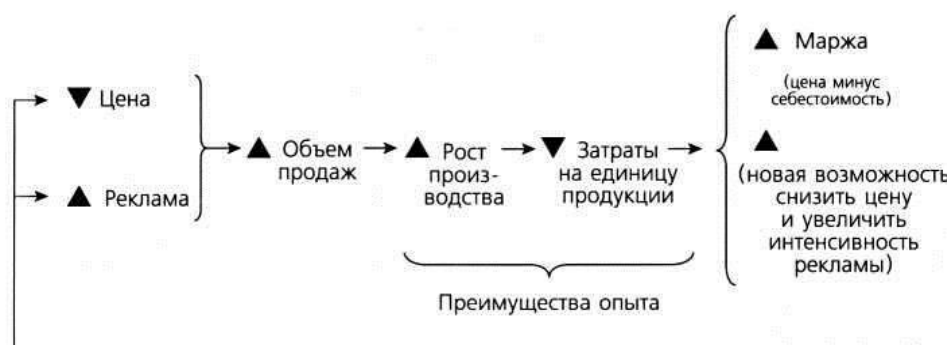 Цена
Реклама
Объем
продаж
Рост
произ-
водства
Затраты
на единицу
продукции
Преимущества опыта
Маржа
(цена минус
себестоимость)
(новая возможность
снизить цену
и увеличить
интенсивность
рекламы)